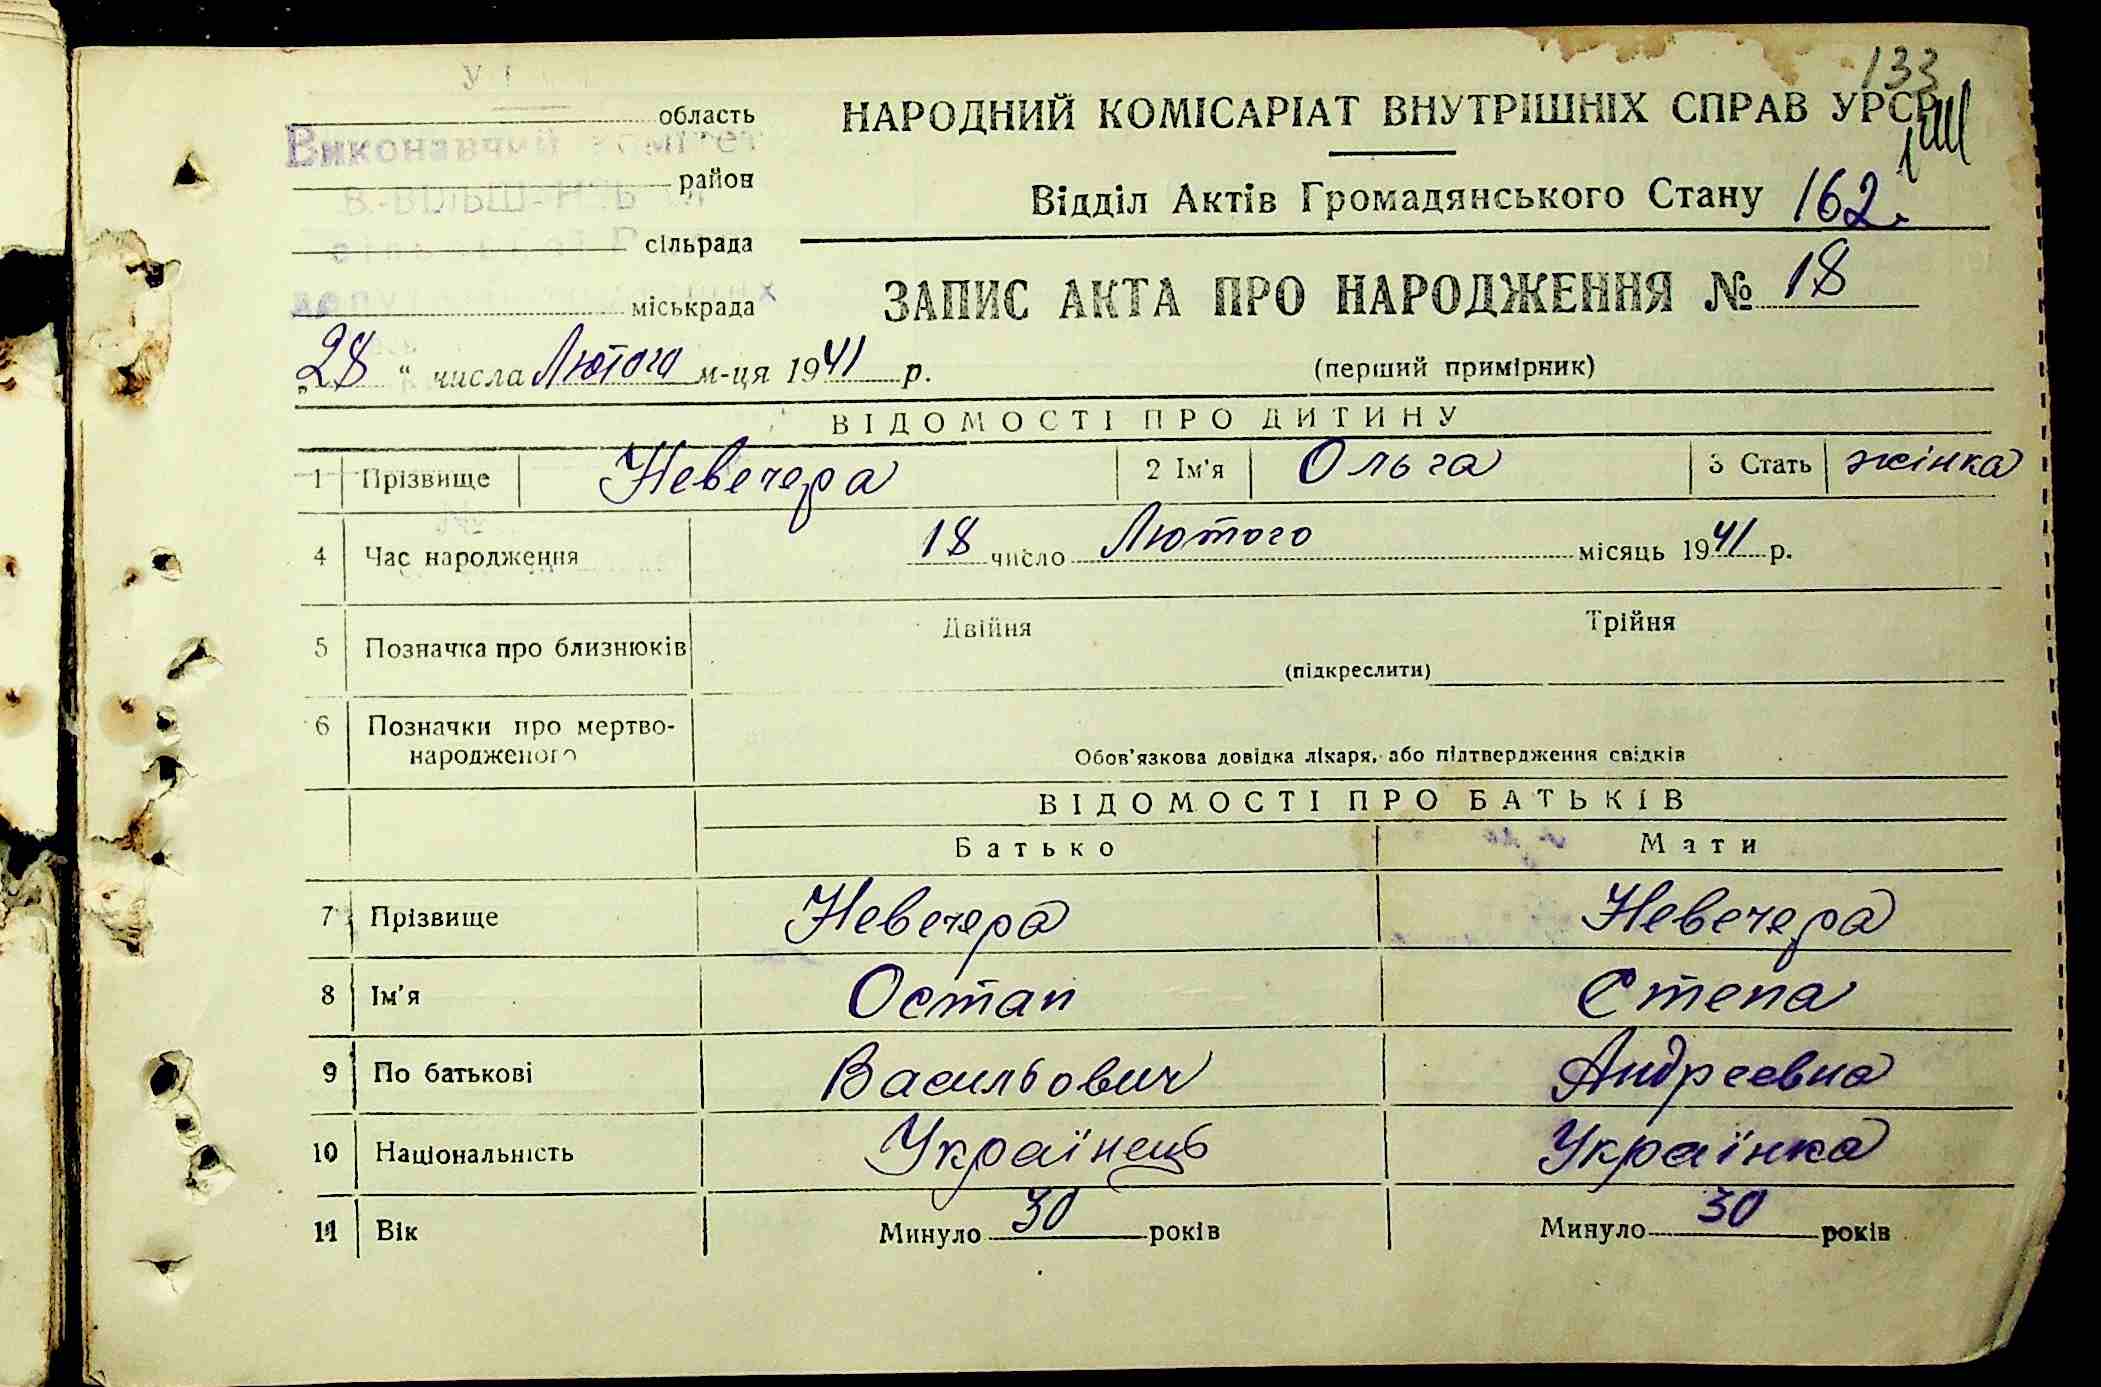 133
область
НАРОДНИЙ КОМІСАРІАТ ВНУТРІШНІХ СПРАВ УРСР
Виконавчий комітет
район
Відділ Актів Громадянського Стану 162.
сільрада
міськрада
ЗАПИС АКТА ПРО НАРОДЖЕННЯ № 18
„28“ числа Лютого м-ця 1941 р.
(перший примірник)
ВІДОМОСТІ ПРО ДИТИНУ
1 Прізвище Невечера 2 Ім'я Ольга 3 Стать жінка
4 Час народження 18 число Лютого місяць 1941 р.
5 Позначка про близнюків Двійня Трійня
(підкреслити)
6 Позначки про мертво-
народженого Обов'язкова довідка лікаря, або підтвердження свідків
ВІДОМОСТІ ПРО БАТЬКІВ
Батько Мати
7 Прізвище Невечера Невечера
8 Ім'я Остап Степа
9 По батькові Васильович Андреевна
10 Національність Українець Українка
11 Вік Минуло 30 років Минуло 30 років